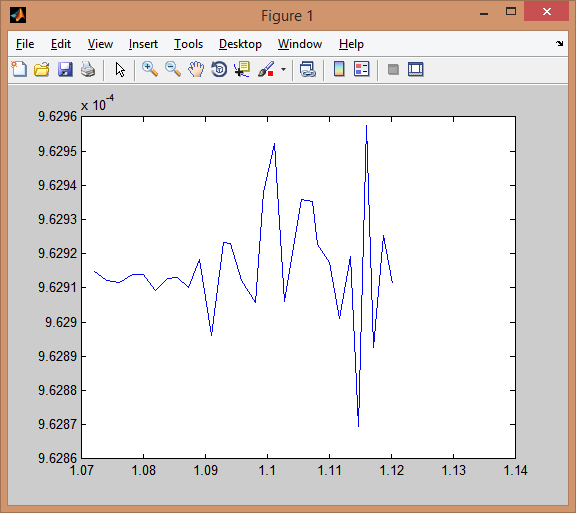 Figure 1
File Edit View Insert Tools Desktop Window Help
x 10-4
9.6296
9.6295
9.6294
9.6293
9.6292
9.6291
9.629
9.6289
9.6288
9.6287
9.6286
1.07 1.08 1.09 1.1 1.11 1.12 1.13 1.14